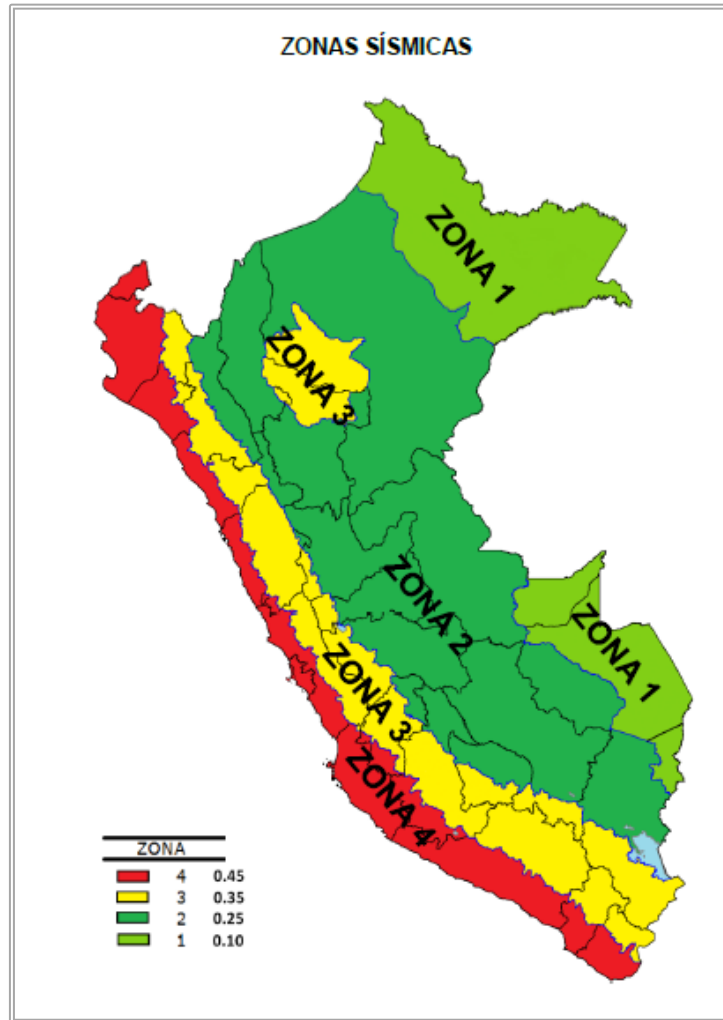 ZONAS SÍSMICAS
ZONA 1
ZONA 3
ZONA 2
ZONA 1
ZONA 3
ZONA 4
ZONA
4 0.45
3 0.35
2 0.25
1 0.10